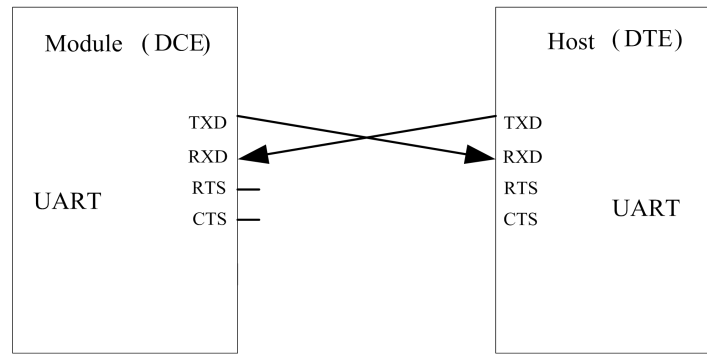 Module (DCE)
TXD
RXD
RTS
CTS
UART
Host (DTE)
TXD
RXD
RTS
CTS
UART